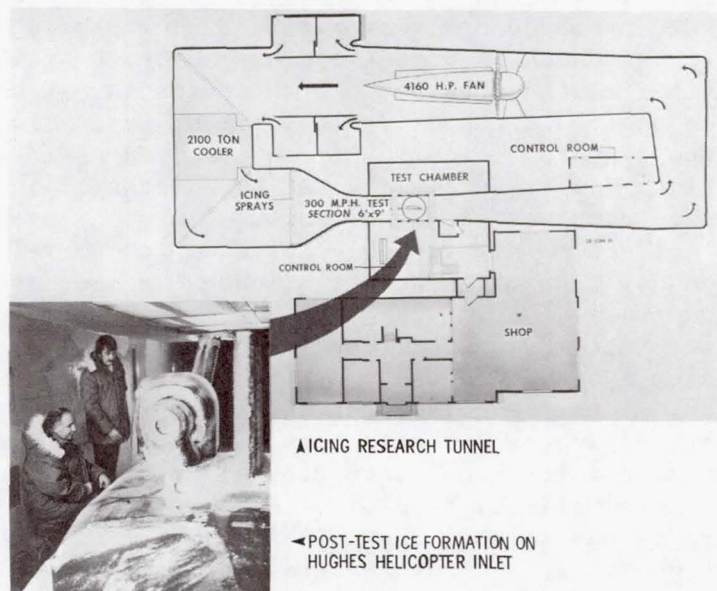 4160 H.P. FAN
2100 TON
COOLER
CONTROL ROOM
TEST CHAMBER
ICING
SPRAYS
300 M.P.H. TEST
SECTION 6'x9'
CONTROL ROOM
SHOP
▲ICING RESEARCH TUNNEL
◄POST-TEST ICE FORMATION ON
HUGHES HELICOPTER INLET